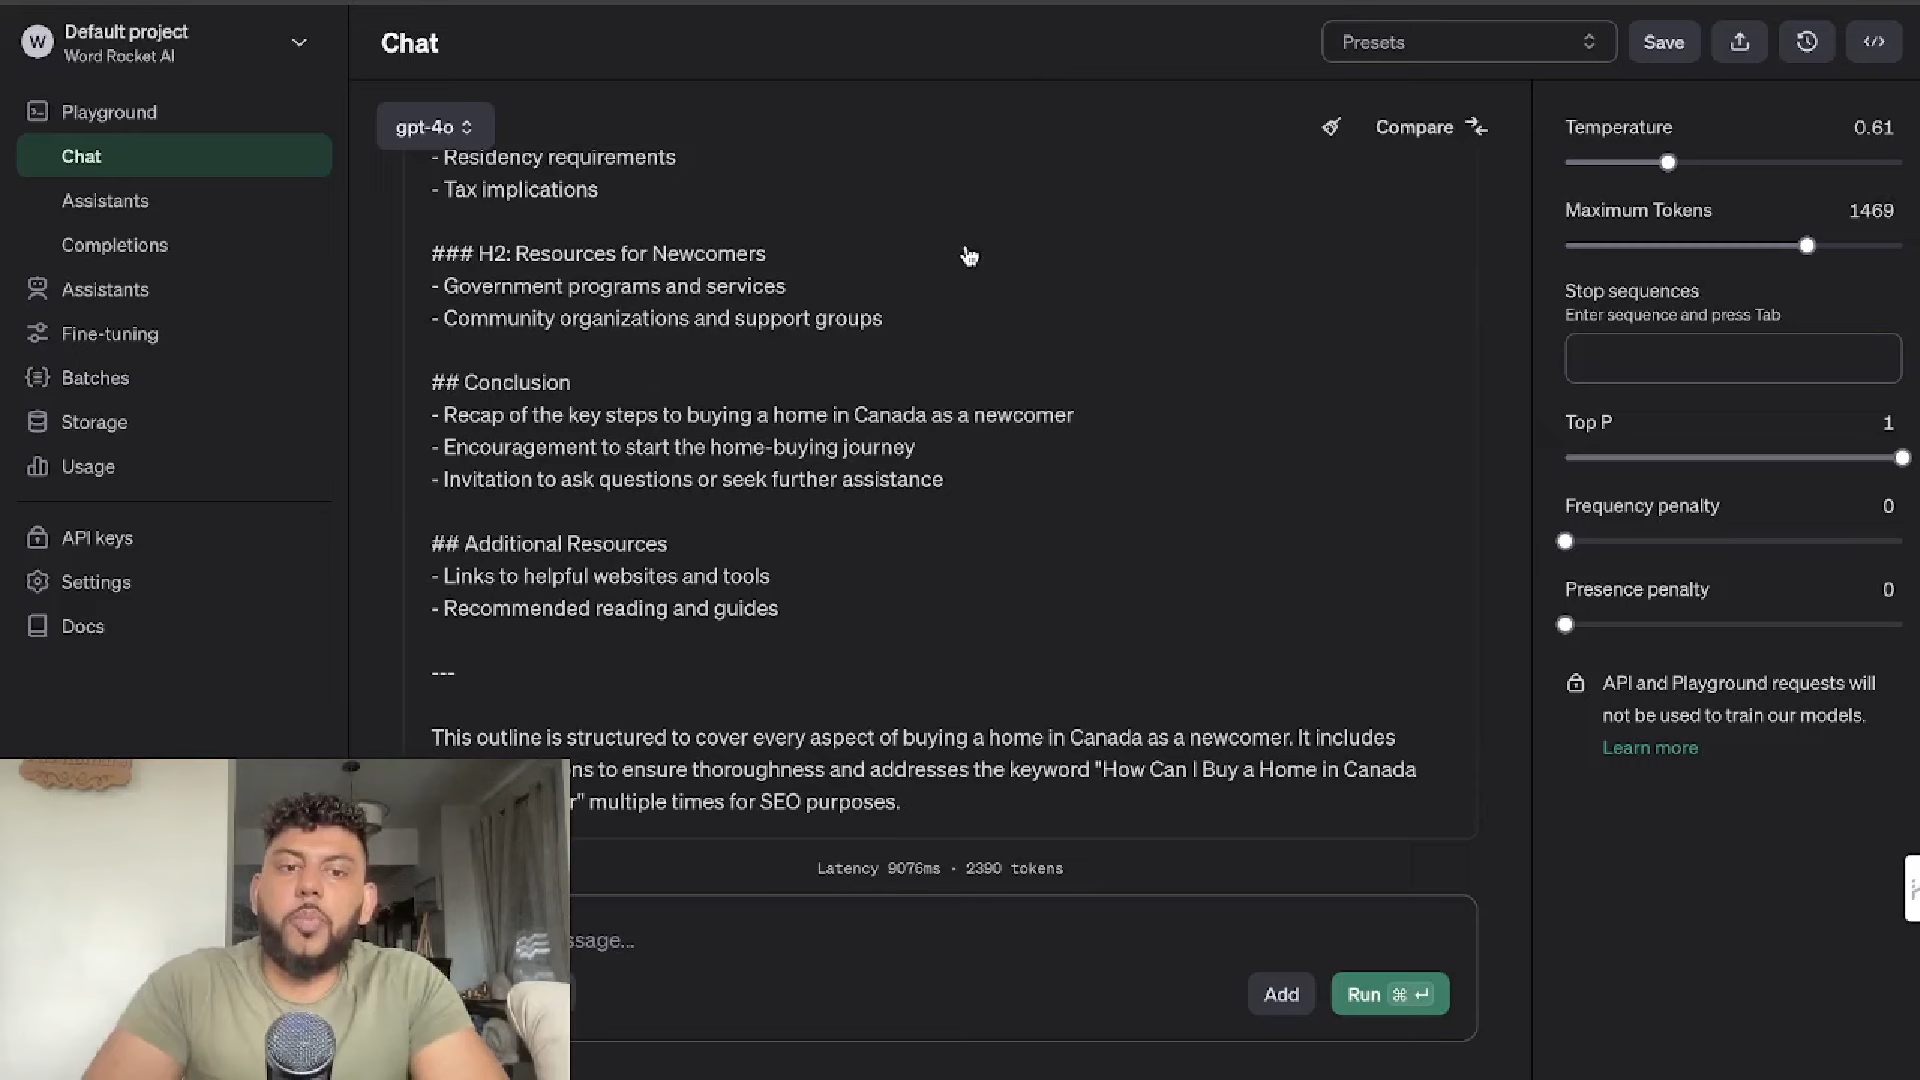 W
Default project
Word Rocket AI
Playground
Chat
Assistants
Completions
Assistants
Fine-tuning
Batches
Storage
Usage
API keys
Settings
Docs
Chat
Presets
Save
</>
gpt-4o
Compare
- Residency requirements
- Tax implications
### H2: Resources for Newcomers
- Government programs and services
- Community organizations and support groups
## Conclusion
- Recap of the key steps to buying a home in Canada as a newcomer
- Encouragement to start the home-buying journey
- Invitation to ask questions or seek further assistance
## Additional Resources
- Links to helpful websites and tools
- Recommended reading and guides
---
This outline is structured to cover every aspect of buying a home in Canada as a newcomer. It includes
to ensure thoroughness and addresses the keyword "How Can I Buy a Home in Canada
" multiple times for SEO purposes.
Latency 9076ms · 2390 tokens
ssage...
Add
Run ⌘ ↵
Temperature 0.61
Maximum Tokens 1469
Stop sequences
Enter sequence and press Tab
Top P 1
Frequency penalty 0
Presence penalty 0
API and Playground requests will
not be used to train our models.
Learn more